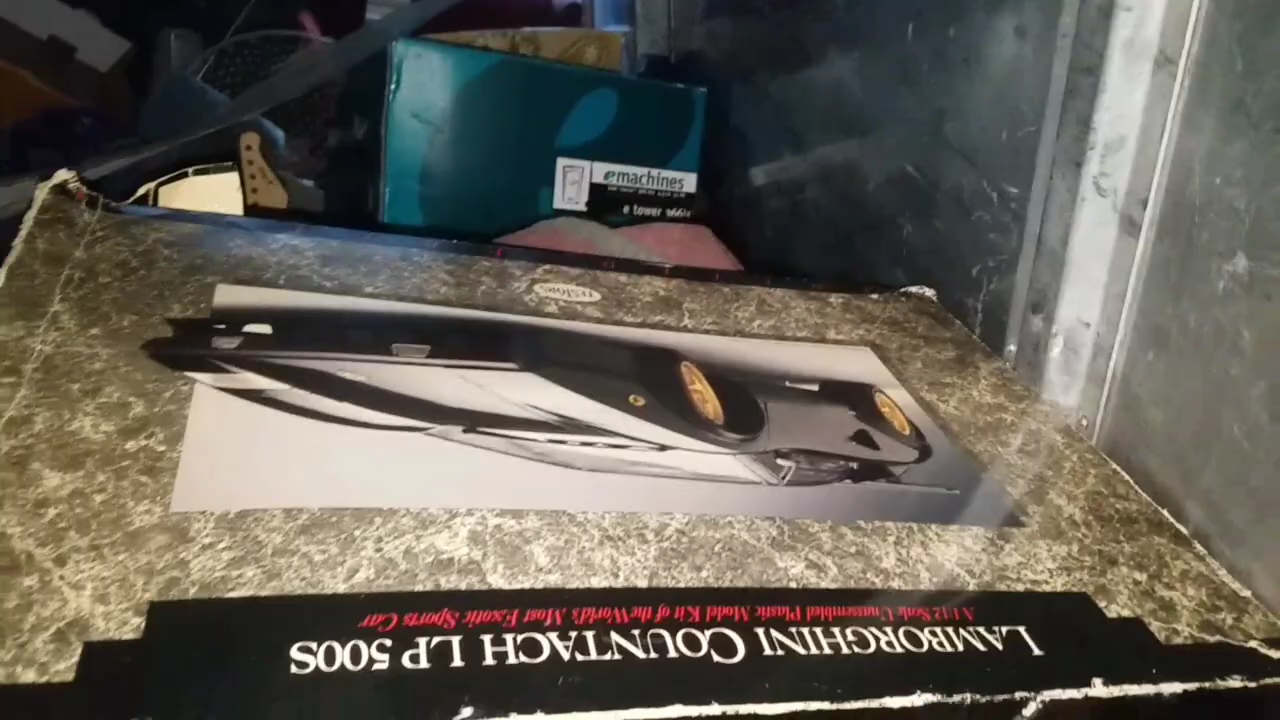 emachines
e tower
TESTORS
A 1/12 Scale Unassembled Plastic Model Kit of the World's Most Exotic Sports Car
LAMBORGHINI COUNTACH LP 500S